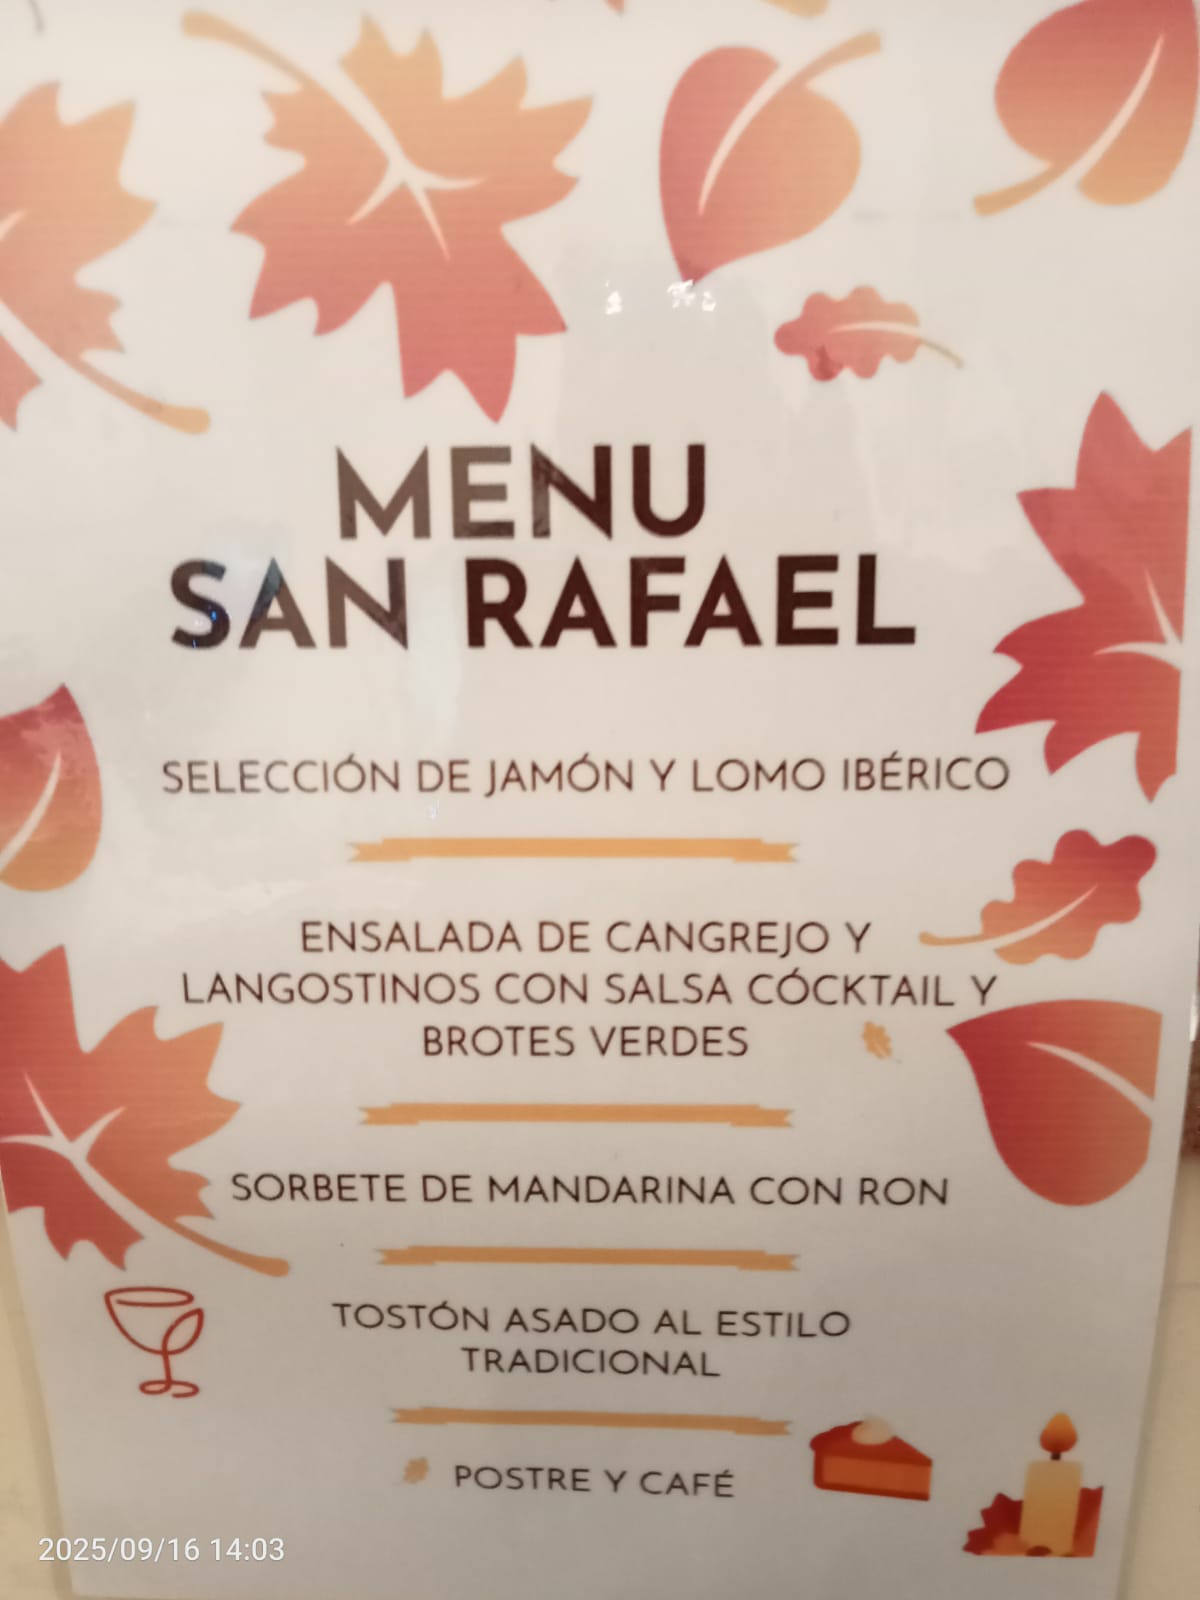 MENU
SAN RAFAEL
SELECCIÓN DE JAMÓN Y LOMO IBÉRICO
ENSALADA DE CANGREJO Y
LANGOSTINOS CON SALSA CÓCKTAIL Y
BROTES VERDES
SORBETE DE MANDARINA CON RON
TOSTÓN ASADO AL ESTILO
TRADICIONAL
POSTRE Y CAFÉ
2025/09/16 14:03